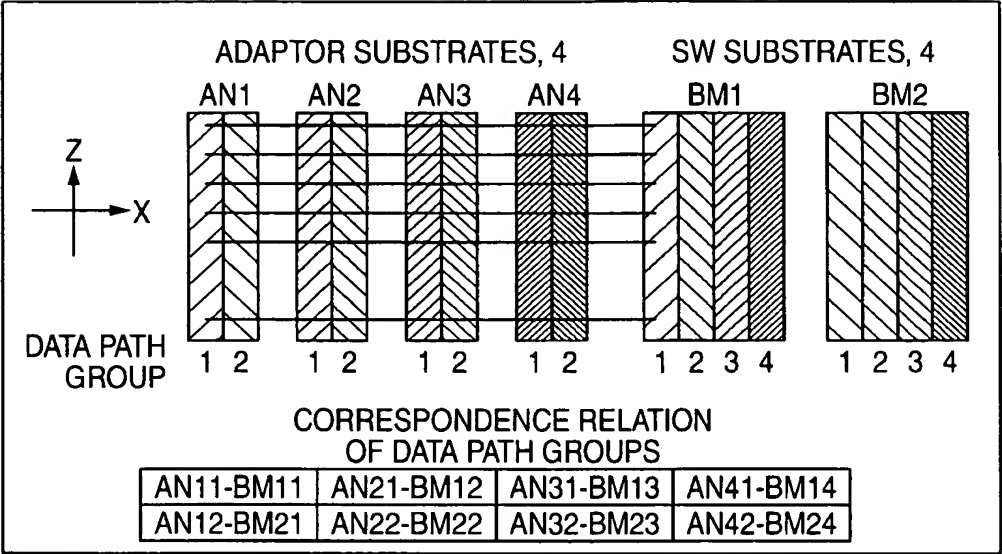 ADAPTOR SUBSTRATES, 4 SW SUBSTRATES, 4
AN1 AN2 AN3 AN4 BM1 BM2
Z
X
DATA PATH
GROUP
1 2 1 2 1 2 1 2 1 2 3 4 1 2 3 4
CORRESPONDENCE RELATION
OF DATA PATH GROUPS
AN11-BM11 AN21-BM12 AN31-BM13 AN41-BM14
AN12-BM21 AN22-BM22 AN32-BM23 AN42-BM24